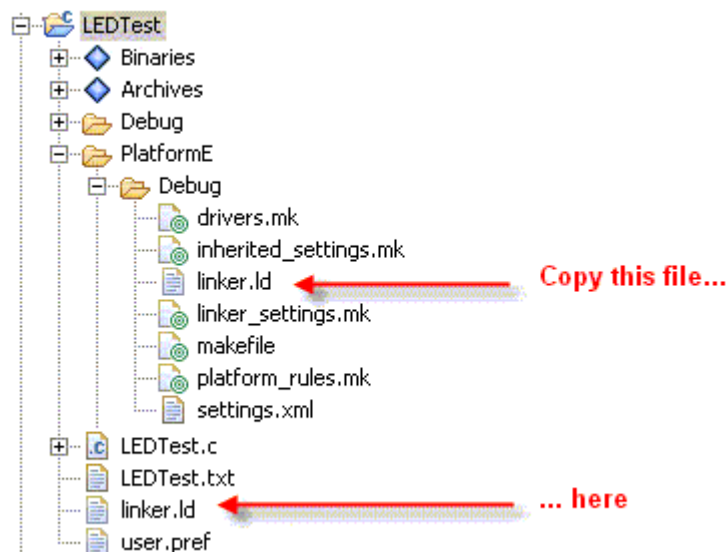 LEDTest
Binaries
Archives
Debug
PlatformE
Debug
drivers.mk
inherited_settings.mk
linker.ld
Copy this file...
linker_settings.mk
makefile
platform_rules.mk
settings.xml
LEDTest.c
LEDTest.txt
linker.ld
... here
user.pref